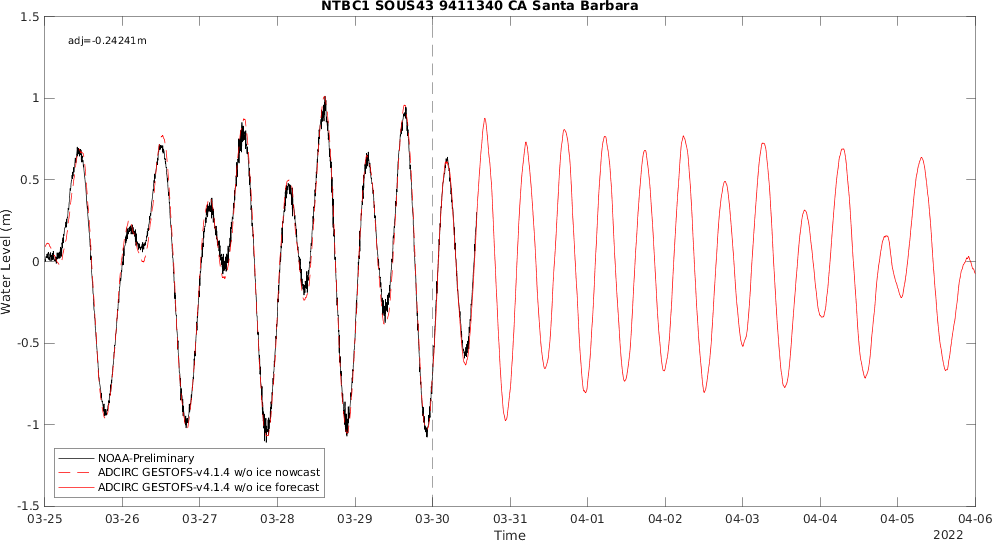 NTBC1 SOUS43 9411340 CA Santa Barbara
adj=-0.24241m
1.5
1
0.5
0
-0.5
-1
-1.5
Water Level (m)
NOAA-Preliminary
ADCIRC GESTOFS-v4.1.4 w/o ice nowcast
ADCIRC GESTOFS-v4.1.4 w/o ice forecast
03-25 03-26 03-27 03-28 03-29 03-30 03-31 04-01 04-02 04-03 04-04 04-05 04-06
Time
2022